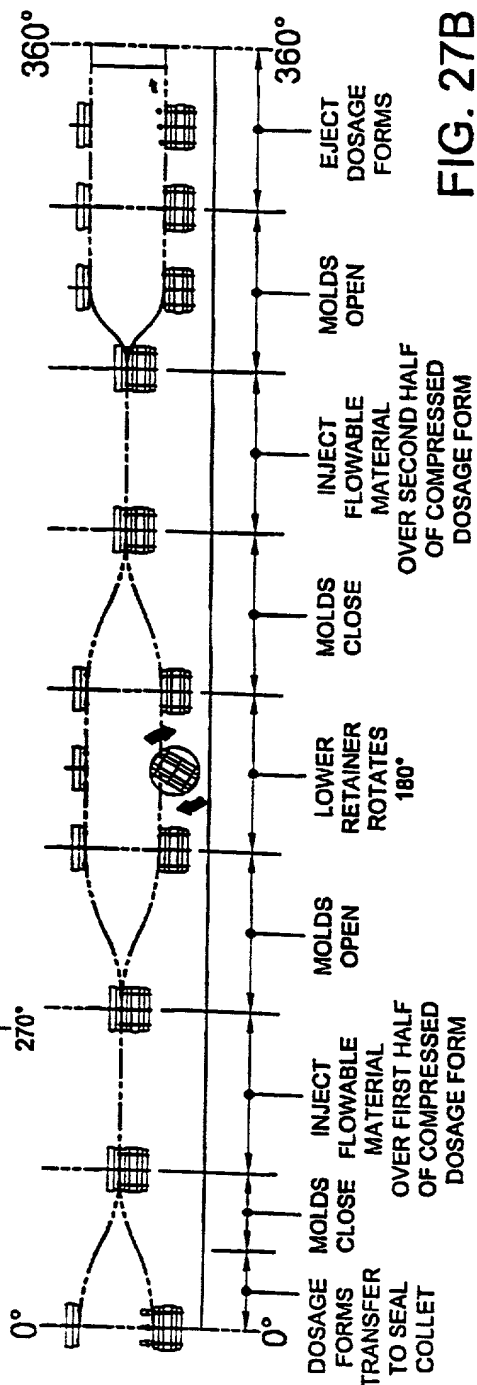 0°
270°
360°
0°
360°
DOSAGE
FORMS
TRANSFER
TO SEAL
COLLET
MOLDS
CLOSE
INJECT
FLOWABLE
MATERIAL
OVER FIRST HALF
OF COMPRESSED
DOSAGE FORM
MOLDS
OPEN
LOWER
RETAINER
ROTATES
180°
MOLDS
CLOSE
INJECT
FLOWABLE
MATERIAL
OVER SECOND HALF
OF COMPRESSED
DOSAGE FORM
MOLDS
OPEN
EJECT
DOSAGE
FORMS
FIG. 27B